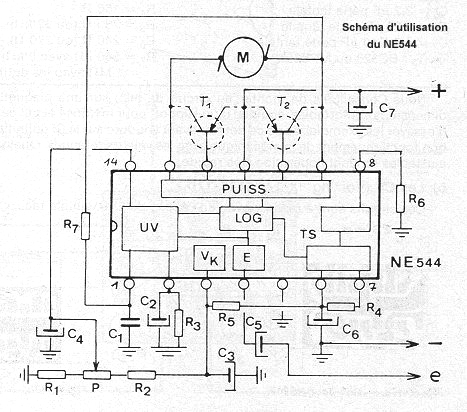 Schéma d'utilisation
du NE544
M
T1 T2
C7 +
14 8
PUISS.
R7 UV LOG TS R6
VK E
NE544
1 7
C2 R3 R5 R4
C4 C1 C5 C6 -
C3
R1 P R2 e